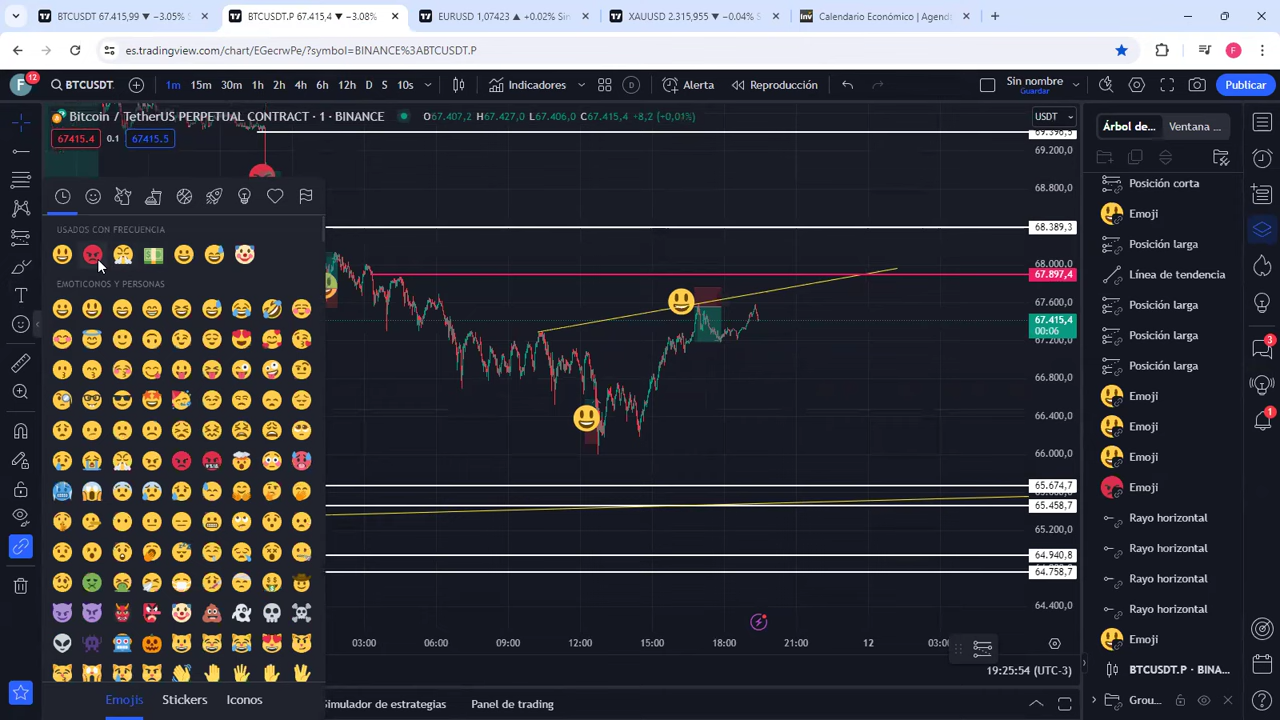 BTCUSDT 67.415,99 ▼ −3.05%
BTCUSDT.P 67.415,4 ▼ −3.08%
EURUSD 1,07423 ▲ +0.02% Sin
XAUUSD 2.315,955 ▼ −0.04% S
Calendario Económico | Agenda
es.tradingview.com/chart/EGecrwPe/?symbol=BINANCE%3ABTCUSDT.P
F
F
12
BTCUSDT
1m
15m
30m
1h
2h
4h
6h
12h
D
S
10s
Indicadores
D
Alerta
Reproducción
Sin nombre
Guardar
Publicar
Bitcoin / TetherUS PERPETUAL CONTRACT · 1 · BINANCE
O67.407,2 H67.427,0 L67.406,0 C67.415,4 +8,2 (+0,01%)
USDT
67415.4
0.1
67415.5
69.396,5
69.200,0
68.800,0
68.389,3
68.000,0
67.897,4
67.600,0
67.415,4
00:06
67.200,0
66.800,0
66.400,0
66.000,0
65.674,7
65.458,7
65.200,0
64.940,8
64.758,7
64.400,0
USADOS CON FRECUENCIA
EMOTICONOS Y PERSONAS
Emojis
Stickers
Iconos
03:00
06:00
09:00
12:00
15:00
18:00
21:00
12
03:00
19:25:54 (UTC-3)
Simulador de estrategias
Panel de trading
Árbol de...
Ventana ...
Posición corta
Emoji
Posición larga
Línea de tendencia
Posición larga
Posición larga
Posición larga
Emoji
Emoji
Emoji
Emoji
Rayo horizontal
Rayo horizontal
Rayo horizontal
Rayo horizontal
Emoji
BTCUSDT.P · BINA...
Grou...
3